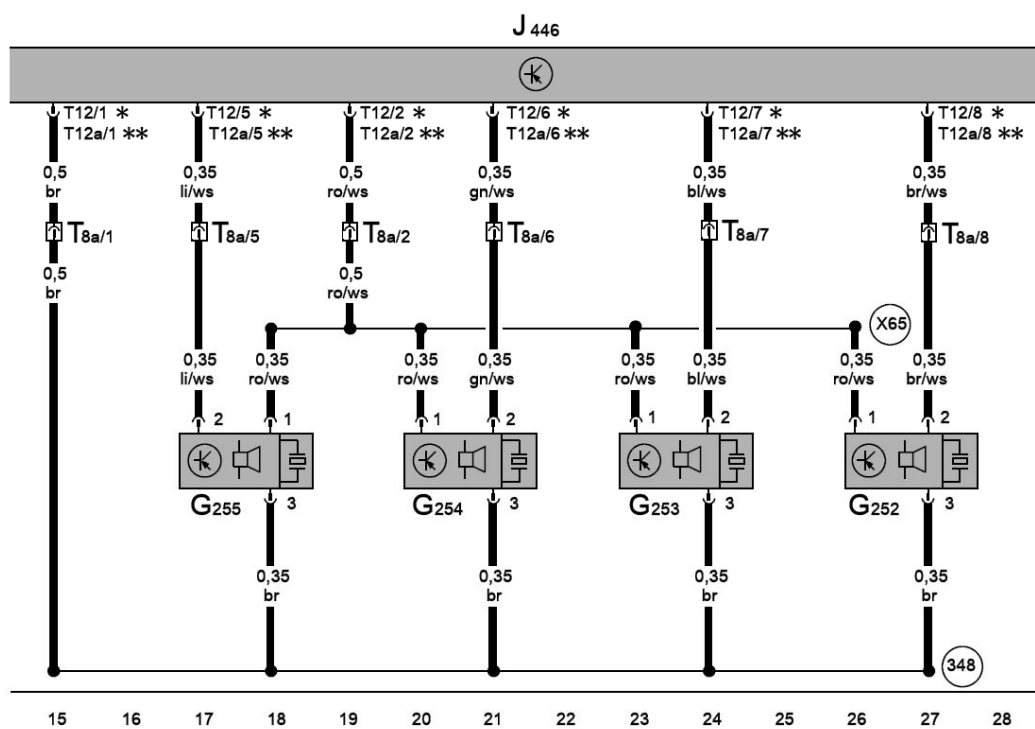 J 446
T12/1 * T12/5 * T12/2 * T12/6 * T12/7 * T12/8 *
T12a/1 ** T12a/5 ** T12a/2 ** T12a/6 ** T12a/7 ** T12a/8 **
0,5 0,35 0,5 0,35 0,35 0,35
br li/ws ro/ws gn/ws bl/ws br/ws
T8a/1 T8a/5 T8a/2 T8a/6 T8a/7 T8a/8
0,5 0,5
br ro/ws
X65
0,35 0,35 0,35 0,35 0,35 0,35 0,35 0,35
li/ws ro/ws ro/ws gn/ws ro/ws bl/ws ro/ws br/ws
2 1 1 2 1 2 1 2
G255 3 G254 3 G253 3 G252 3
0,35 0,35 0,35 0,35
br br br br
348
15 16 17 18 19 20 21 22 23 24 25 26 27 28